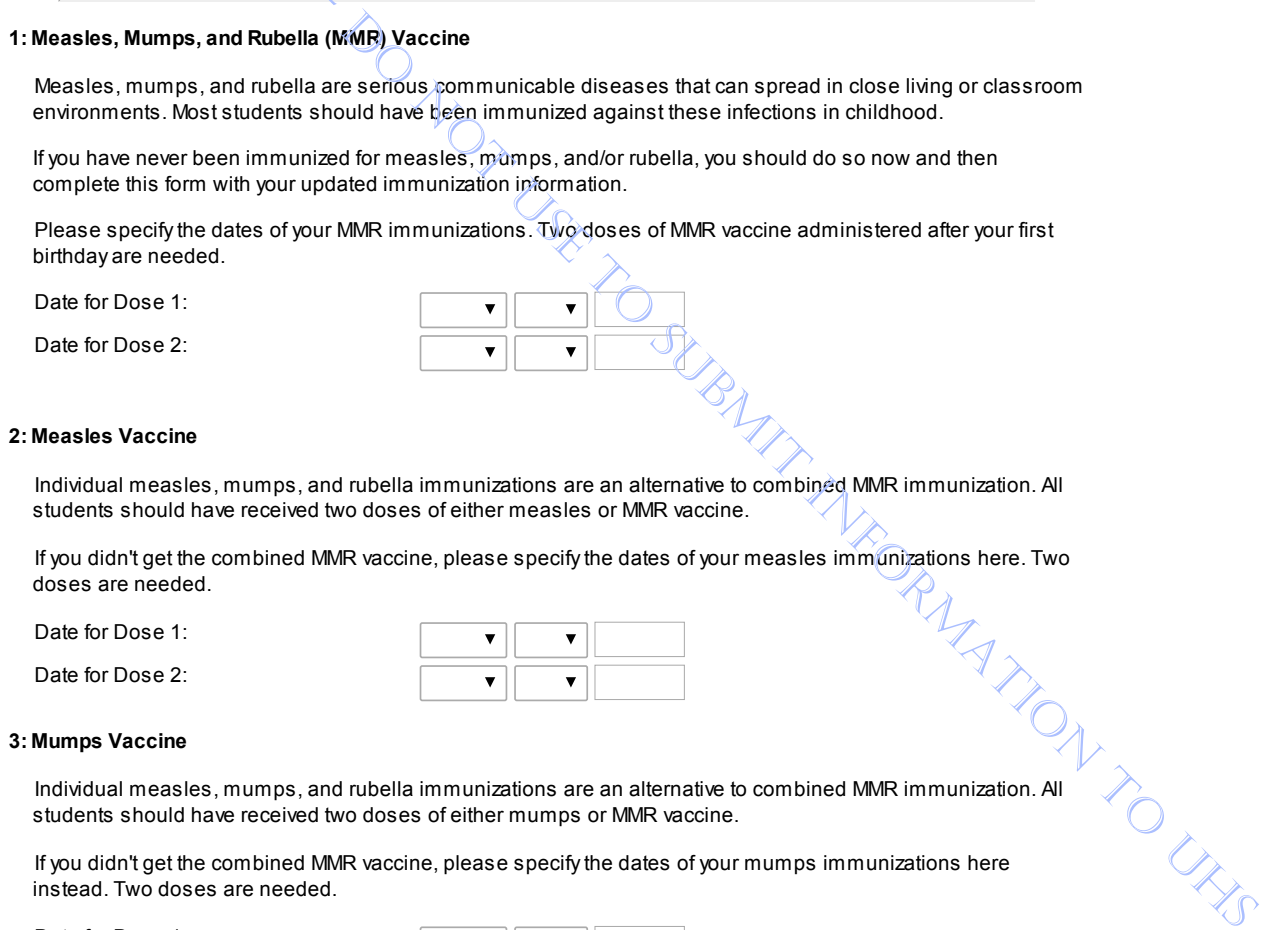 1: Measles, Mumps, and Rubella (MMR) Vaccine
Measles, mumps, and rubella are serious communicable diseases that can spread in close living or classroom
environments. Most students should have been immunized against these infections in childhood.
If you have never been immunized for measles, mumps, and/or rubella, you should do so now and then
complete this form with your updated immunization information.
Please specify the dates of your MMR immunizations. Two doses of MMR vaccine administered after your first
birthday are needed.
Date for Dose 1:
Date for Dose 2:
2: Measles Vaccine
Individual measles, mumps, and rubella immunizations are an alternative to combined MMR immunization. All
students should have received two doses of either measles or MMR vaccine.
If you didn't get the combined MMR vaccine, please specify the dates of your measles immunizations here. Two
doses are needed.
Date for Dose 1:
Date for Dose 2:
3: Mumps Vaccine
Individual measles, mumps, and rubella immunizations are an alternative to combined MMR immunization. All
students should have received two doses of either mumps or MMR vaccine.
If you didn't get the combined MMR vaccine, please specify the dates of your mumps immunizations here
instead. Two doses are needed.
- DO NOT USE TO SUBMIT INFORMATION TO UHS